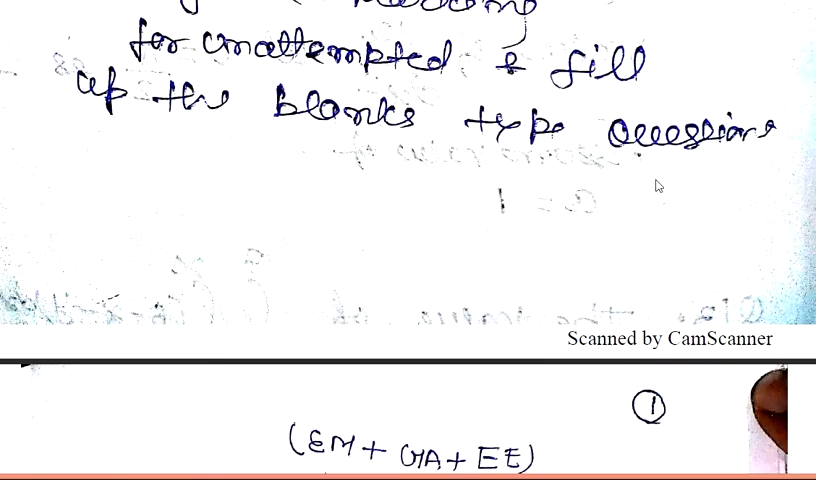 for unattempted & fill
up the blanks type Questions
Scanned by CamScanner
①
(EM + GA + EE)